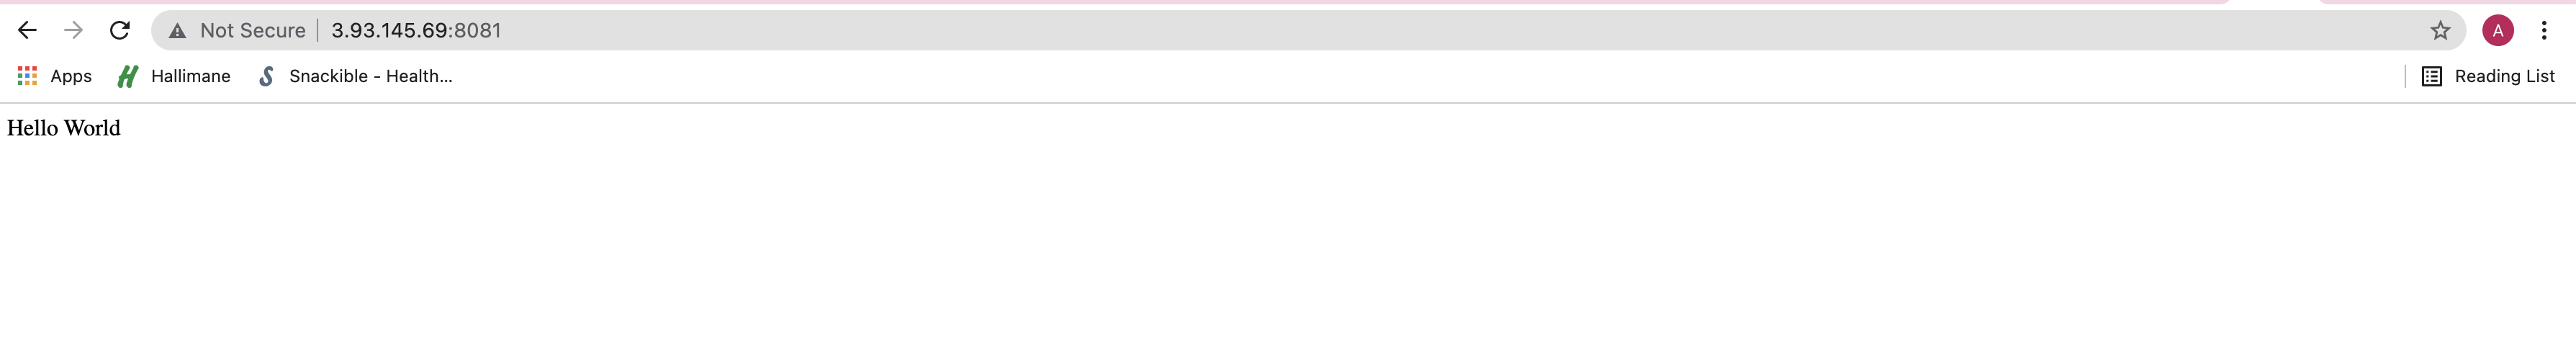 Not Secure 3.93.145.69:8081 A
Apps Hallimane Snackible - Health... Reading List
Hello World